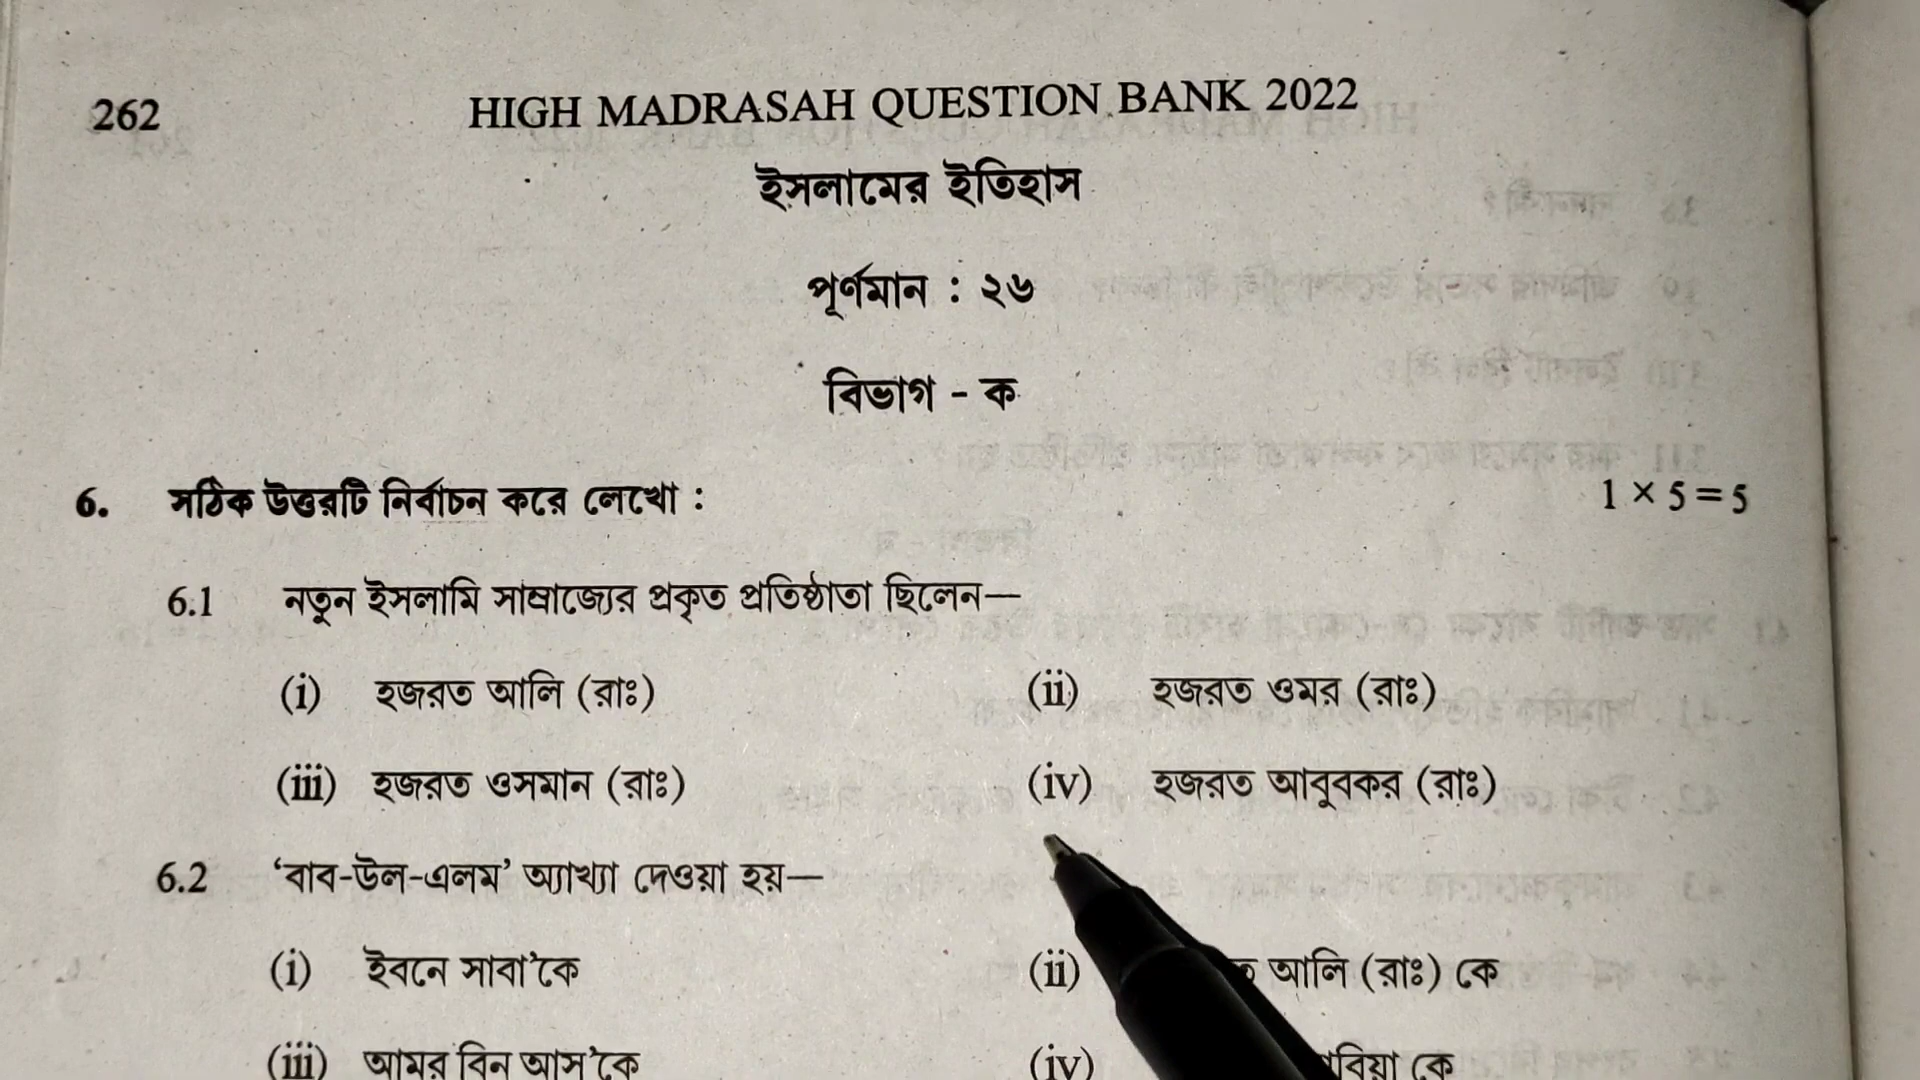 262 HIGH MADRASAH QUESTION BANK 2022
ইসলামের ইতিহাস
পূর্ণমান : ২৬
বিভাগ - ক
6. সঠিক উত্তরটি নির্বাচন করে লেখো : 1 × 5 = 5
6.1 নতুন ইসলামি সাম্রাজ্যের প্রকৃত প্রতিষ্ঠাতা ছিলেন—
(i) হজরত আলি (রাঃ) (ii) হজরত ওমর (রাঃ)
(iii) হজরত ওসমান (রাঃ) (iv) হজরত আবুবকর (রাঃ)
6.2 ‘বাব-উল-এলম’ অ্যাখ্যা দেওয়া হয়—
(i) ইবনে সাবা’কে (ii) আলি (রাঃ) কে
(iii) আমর বিন আস’কে (iv) কে